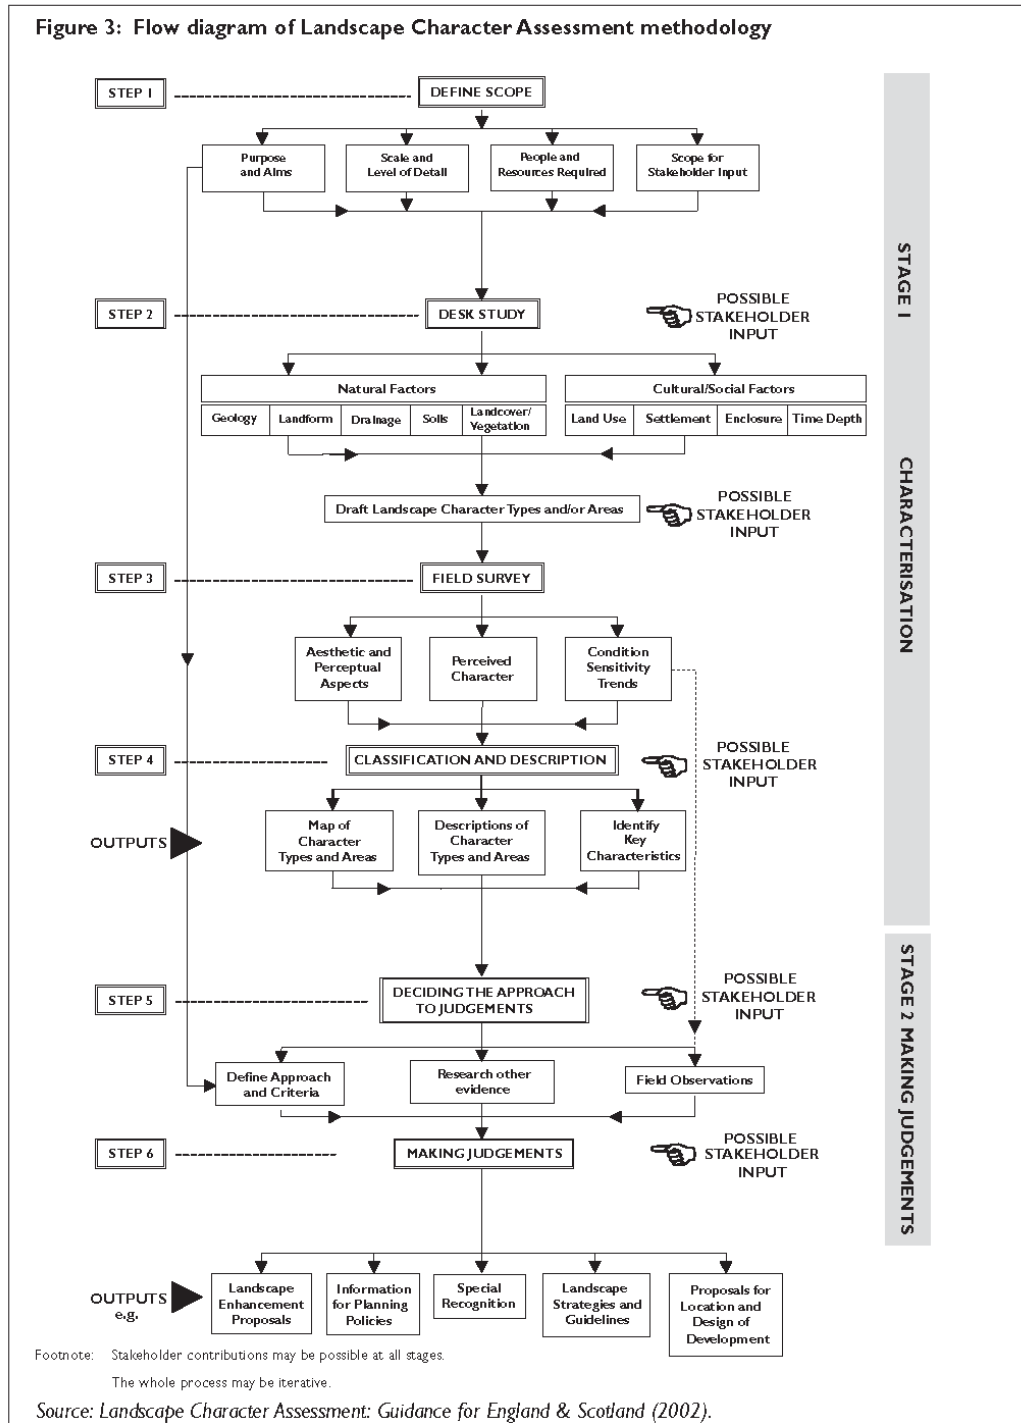 Figure 3: Flow diagram of Landscape Character Assessment methodology
STEP 1
DEFINE SCOPE
Purpose
and Aims
Scale and
Level of Detail
People and
Resources Required
Scope for
Stakeholder Input
STEP 2
DESK STUDY
POSSIBLE
STAKEHOLDER
INPUT
Natural Factors
Geology
Landform
Drainage
Soils
Landcover/
Vegetation
Cultural/Social Factors
Land Use
Settlement
Enclosure
Time Depth
Draft Landscape Character Types and/or Areas
POSSIBLE
STAKEHOLDER
INPUT
STEP 3
FIELD SURVEY
Aesthetic and
Perceptual
Aspects
Perceived
Character
Condition
Sensitivity
Trends
STEP 4
CLASSIFICATION AND DESCRIPTION
POSSIBLE
STAKEHOLDER
INPUT
OUTPUTS
Map of
Character
Types and Areas
Descriptions of
Character
Types and Areas
Identify
Key
Characteristics
STAGE 1
CHARACTERISATION
STEP 5
DECIDING THE APPROACH
TO JUDGEMENTS
POSSIBLE
STAKEHOLDER
INPUT
Define Approach
and Criteria
Research other
evidence
Field Observations
STEP 6
MAKING JUDGEMENTS
POSSIBLE
STAKEHOLDER
INPUT
STAGE 2 MAKING JUDGEMENTS
OUTPUTS
e.g.
Landscape
Enhancement
Proposals
Information
for Planning
Policies
Special
Recognition
Landscape
Strategies and
Guidelines
Proposals for
Location and
Design of
Development
Footnote: Stakeholder contributions may be possible at all stages.
The whole process may be iterative.
Source: Landscape Character Assessment: Guidance for England & Scotland (2002).